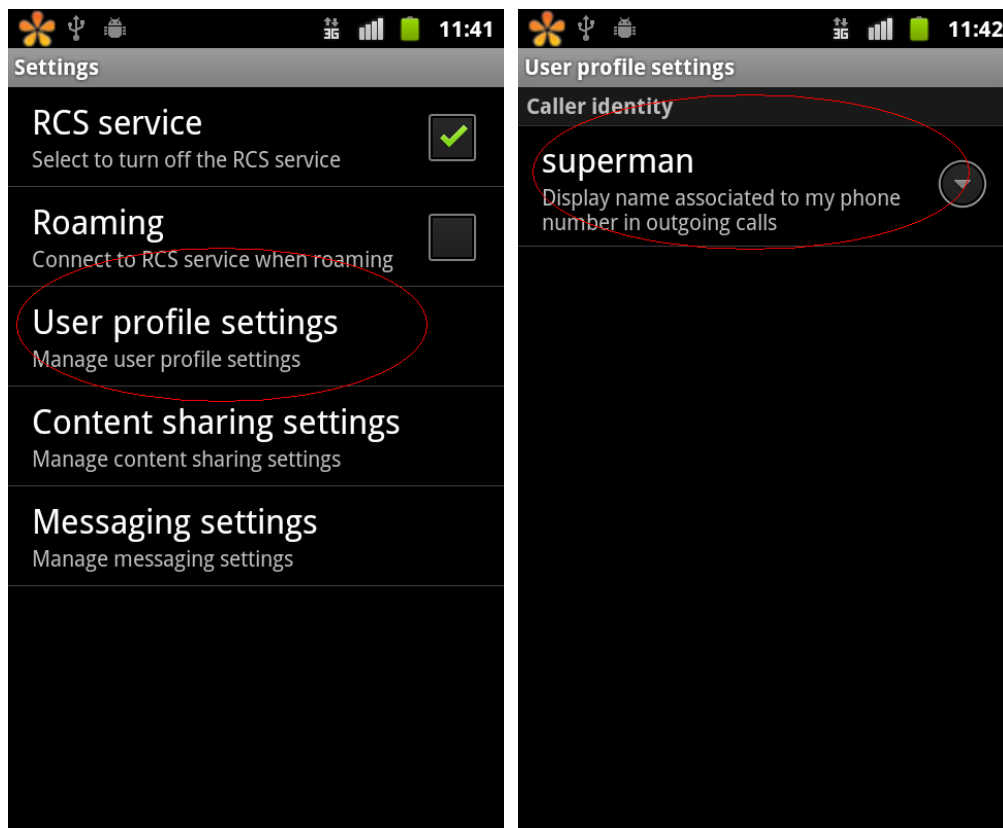 3G 11:41
Settings
RCS service
Select to turn off the RCS service
Roaming
Connect to RCS service when roaming
User profile settings
Manage user profile settings
Content sharing settings
Manage content sharing settings
Messaging settings
Manage messaging settings
3G 11:42
User profile settings
Caller identity
superman
Display name associated to my phone
number in outgoing calls